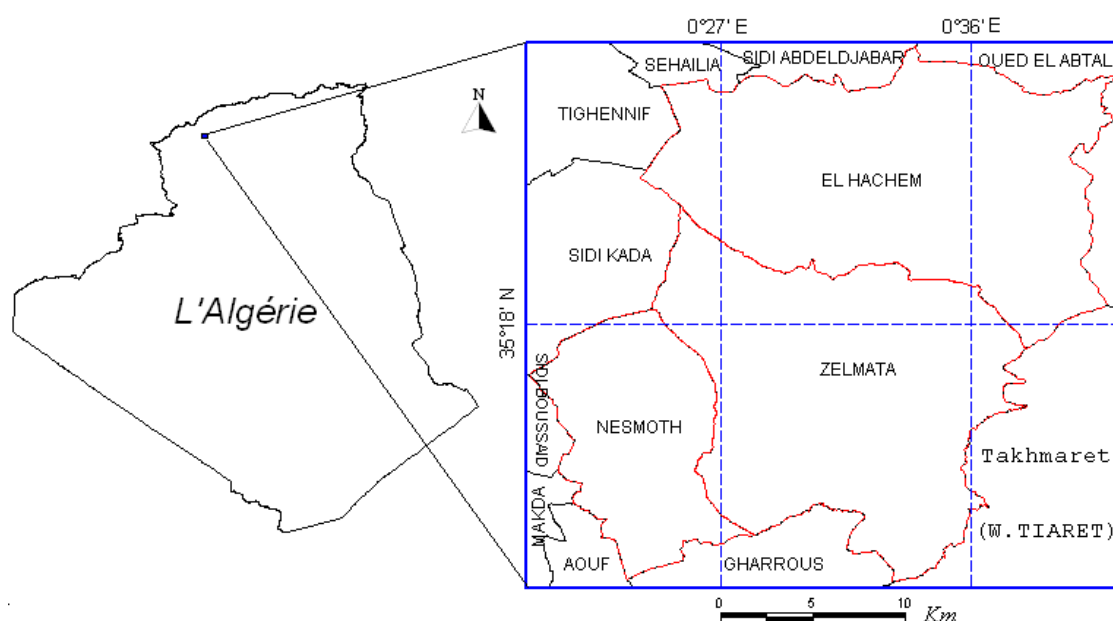 0°27' E
0°36' E
SEHAILIA
SIDI ABDELDJABAR
OUED EL ABTAL
N
TIGHENNIF
EL HACHEM
SIDI KADA
L'Algérie
35°18' N
ZELMATA
SIDI BOUSSAID
NESMOTH
Takhmaret
MAKDA
(W.TIARET)
AOUF
GHARROUS
0 5 10 Km